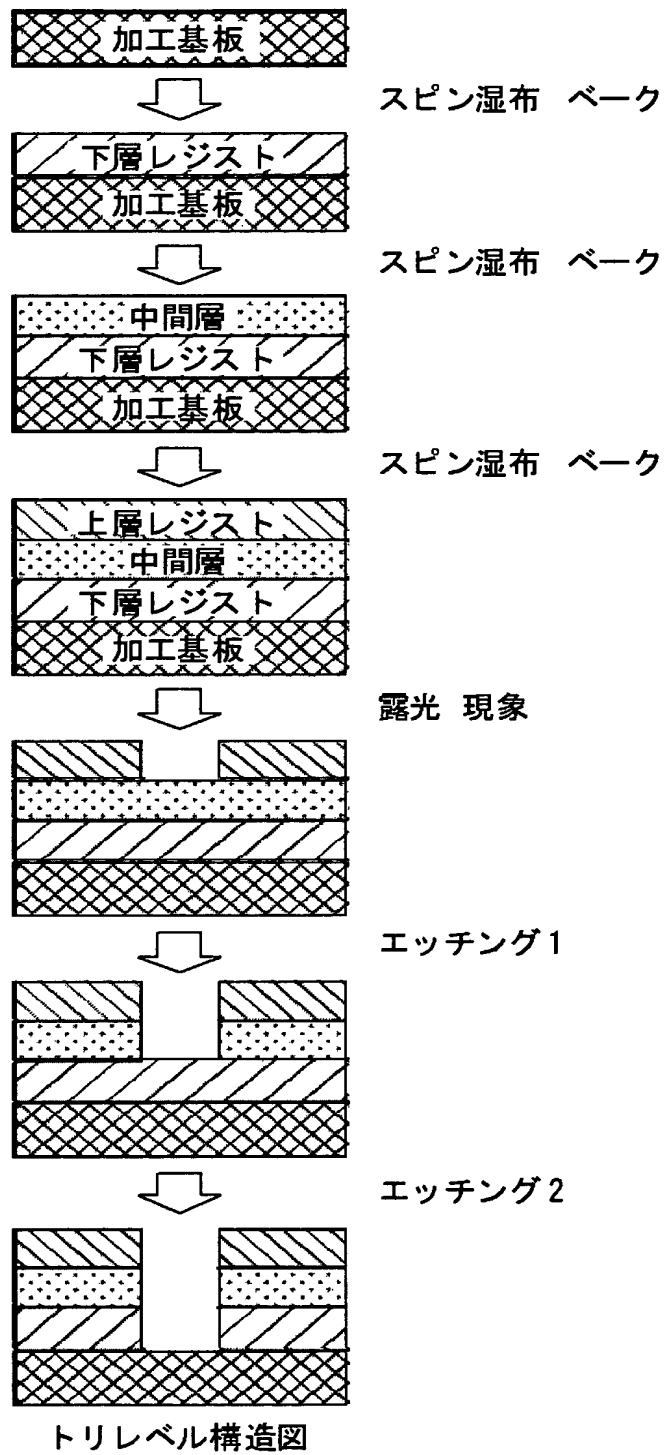 加工基板
スピン湿布 ベーク
下層レジスト
加工基板
スピン湿布 ベーク
中間層
下層レジスト
加工基板
スピン湿布 ベーク
上層レジスト
中間層
下層レジスト
加工基板
露光 現象
エッチング1
エッチング2
トリレベル構造図